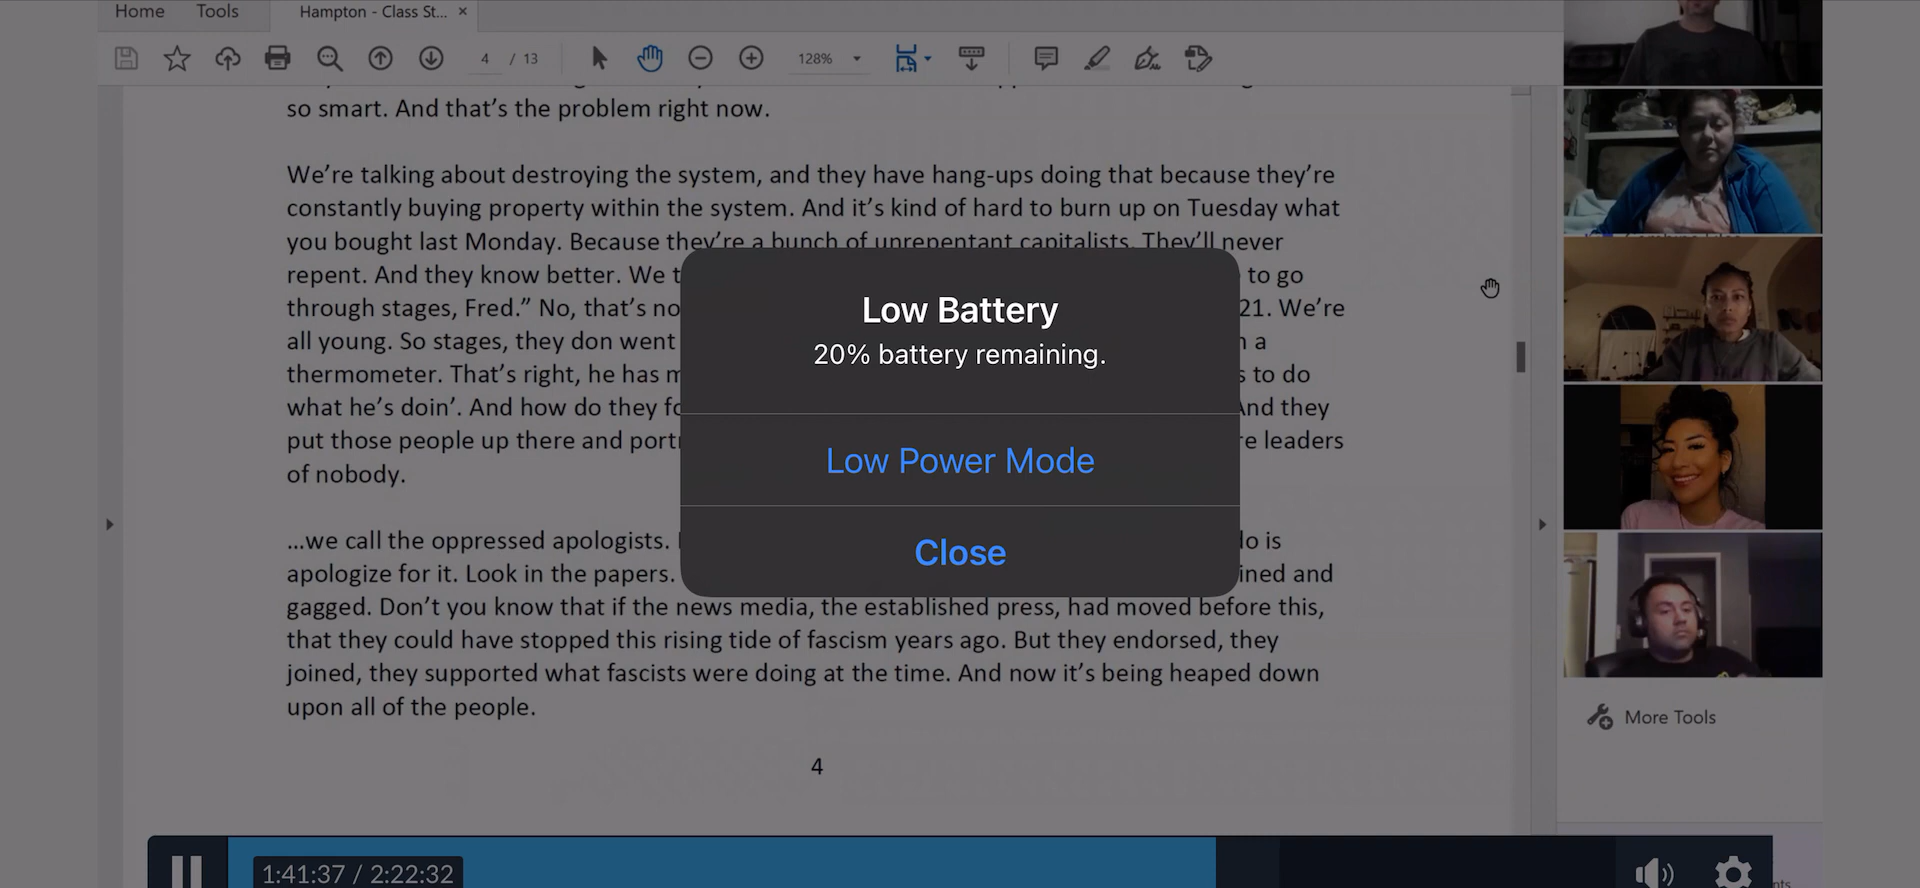 Home Tools Hampton - Class St... ×
4 / 13 128%
so smart. And that's the problem right now.
We're talking about destroying the system, and they have hang-ups doing that because they're
constantly buying property within the system. And it's kind of hard to burn up on Tuesday what
you bought last Monday. Because they're a bunch of unrepentant capitalists. They'll never
repent. And they know better. We to go
through stages, Fred.” No, that's 21. We're
all young. So stages, they don went a
thermometer. That's right, he has to do
what he's doin'. And how do they And they
put those people up there and leaders
of nobody.
...we call the oppressed apologists. is
apologize for it. Look in the papers. and
gagged. Don't you know that if the news media, the established press, had moved before this,
that they could have stopped this rising tide of fascism years ago. But they endorsed, they
joined, they supported what fascists were doing at the time. And now it's being heaped down
upon all of the people.
4
Low Battery
20% battery remaining.
Low Power Mode
Close
More Tools
1:41:37 / 2:22:32